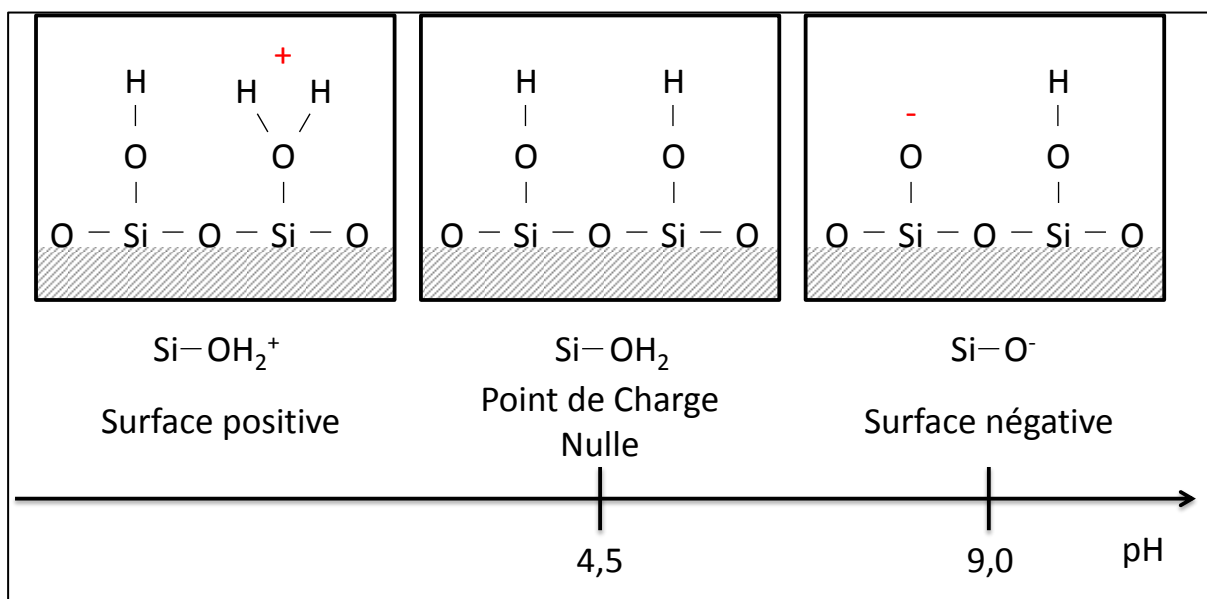 +
H H H H H H
-
O O O O O O
O – Si – O – Si – O O – Si – O – Si – O O – Si – O – Si – O
Si–OH₂⁺ Si–OH₂ Si–O⁻
Surface positive Point de Charge Nulle Surface négative
4,5 9,0 pH